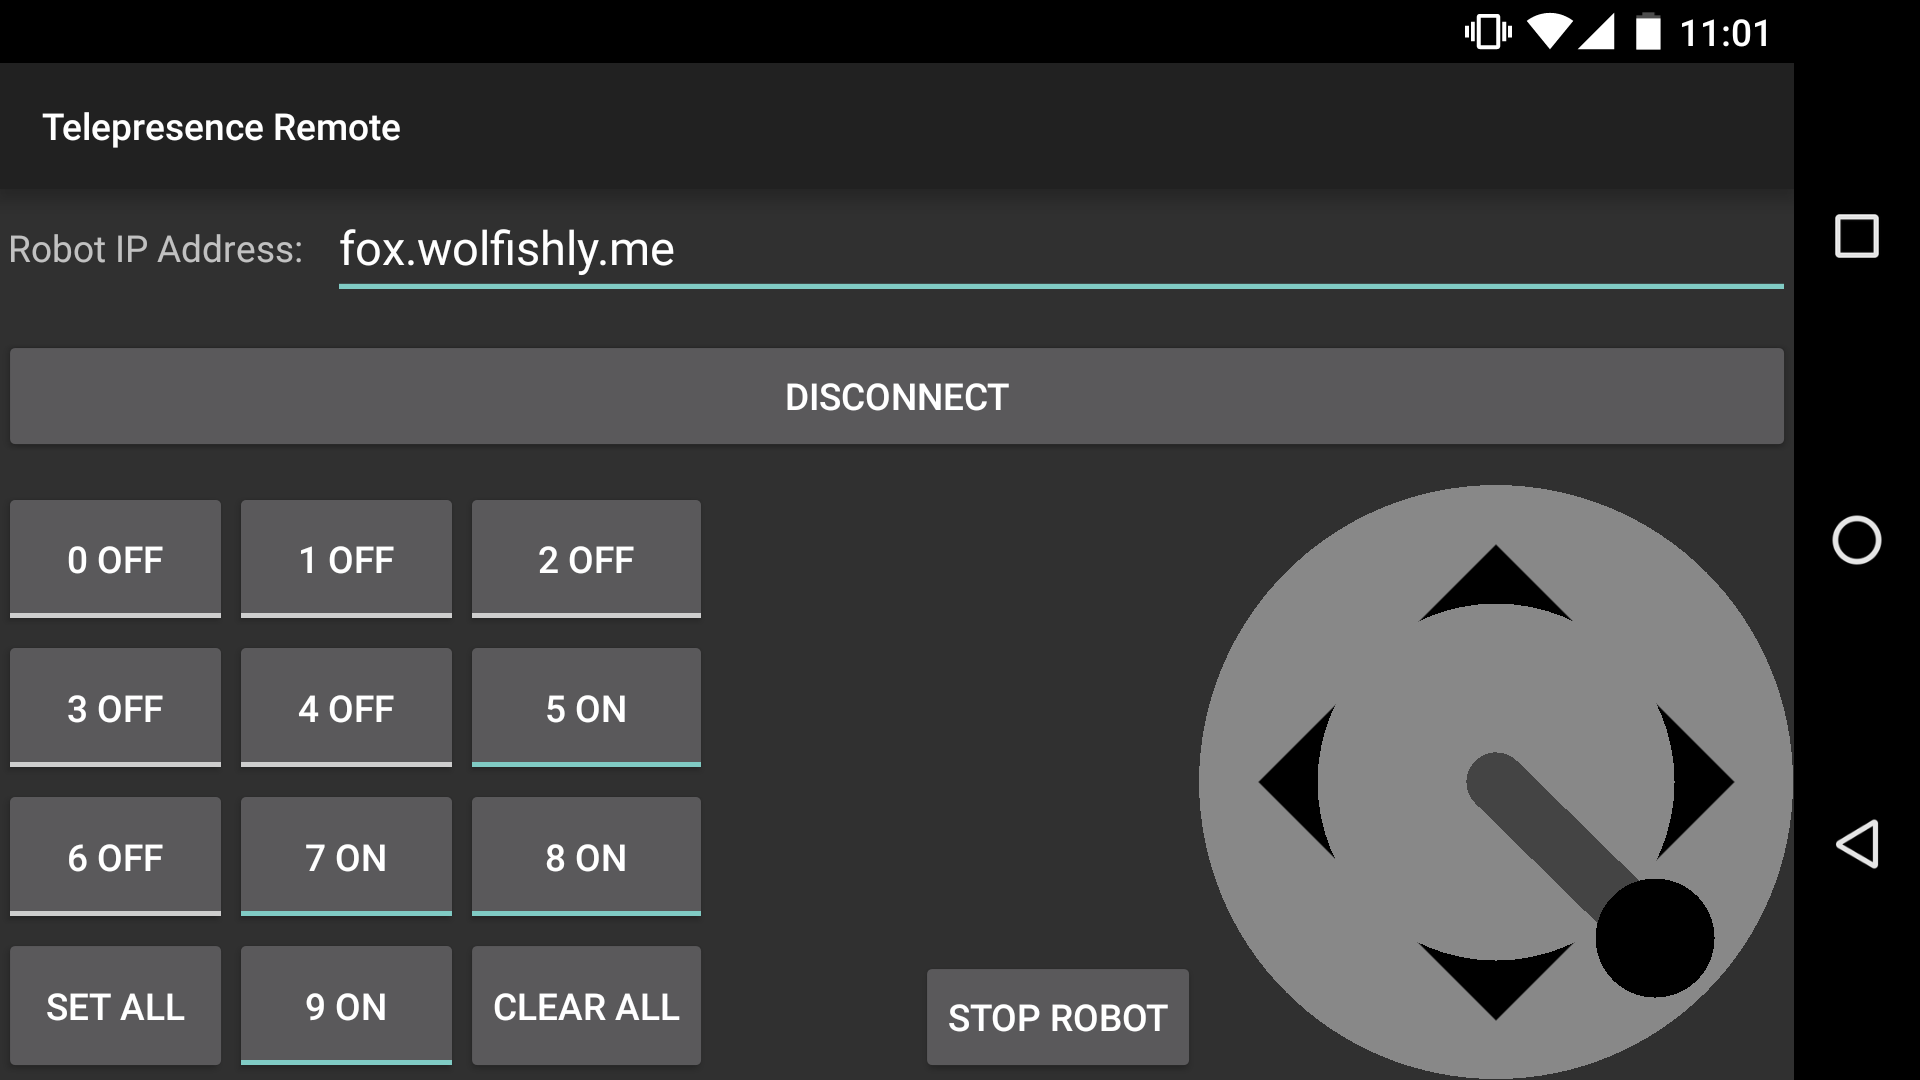 11:01
Telepresence Remote
Robot IP Address: fox.wolfishly.me
DISCONNECT
0 OFF 1 OFF 2 OFF
3 OFF 4 OFF 5 ON
6 OFF 7 ON 8 ON
SET ALL 9 ON CLEAR ALL STOP ROBOT